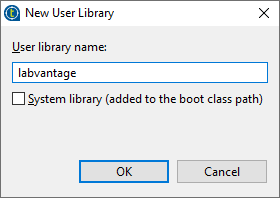 New User Library
User library name:
labvantage
System library (added to the boot class path)
OK
Cancel